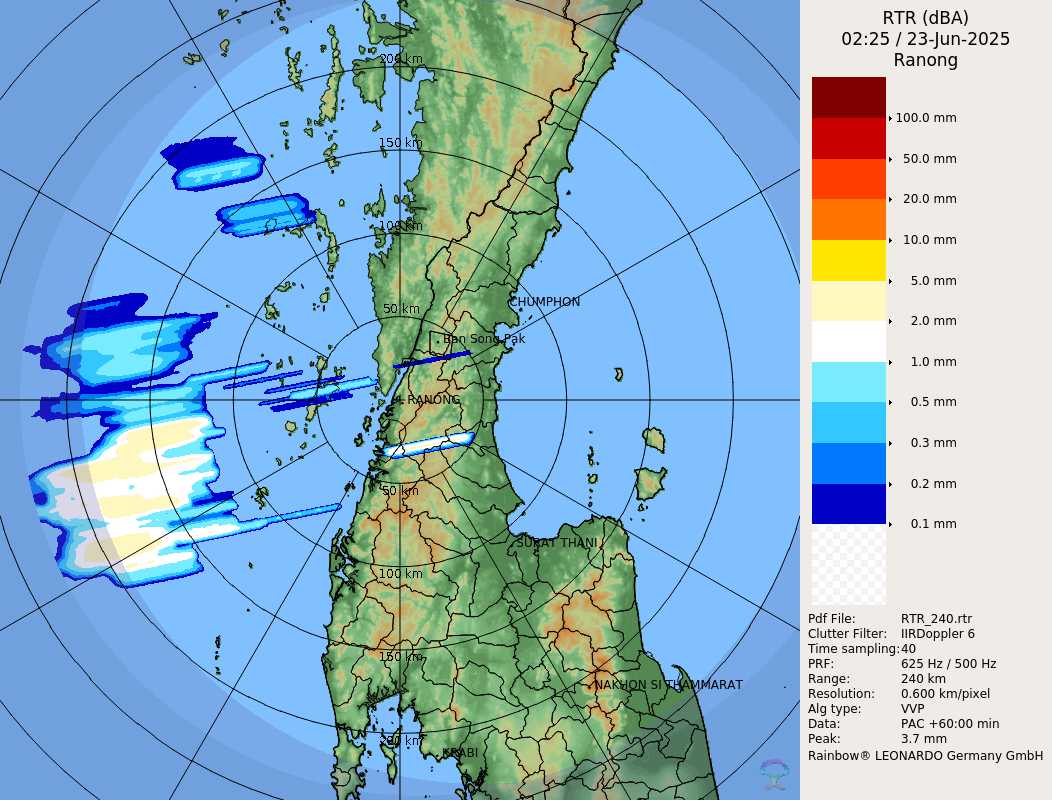 RTR (dBA)
02:25 / 23-Jun-2025
Ranong
200 km
150 km
100 km
50 km
CHUMPHON
Ban Song Pak
RANONG
50 km
SURAT THANI
100 km
150 km
NAKHON SI THAMMARAT
200 km
KRABI
100.0 mm
50.0 mm
20.0 mm
10.0 mm
5.0 mm
2.0 mm
1.0 mm
0.5 mm
0.3 mm
0.2 mm
0.1 mm
Pdf File: RTR_240.rtr
Clutter Filter: IIRDoppler 6
Time sampling:40
PRF: 625 Hz / 500 Hz
Range: 240 km
Resolution: 0.600 km/pixel
Alg type: VVP
Data: PAC +60:00 min
Peak: 3.7 mm
Rainbow® LEONARDO Germany GmbH